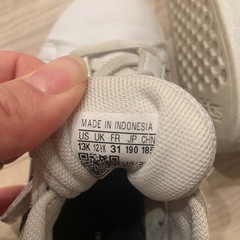 MADE IN INDONESIA
US UK FR JP CHN
13K 12½K 31 190 185